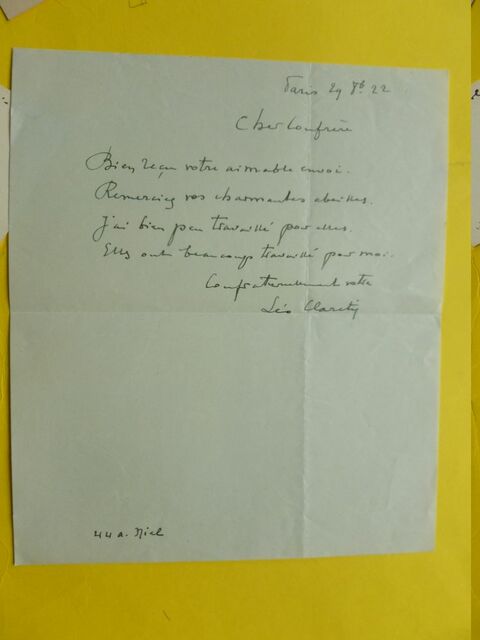 Paris 29 8b. 22
Cher Confrère
Bien reçu votre aimable envoi.
Remerciez vos charmantes abeilles.
J'ai bien peu travaillé pour elles.
Elles ont beaucoup travaillé pour moi.
Confraternellement votre
Léo Claretie
44 a. Niel